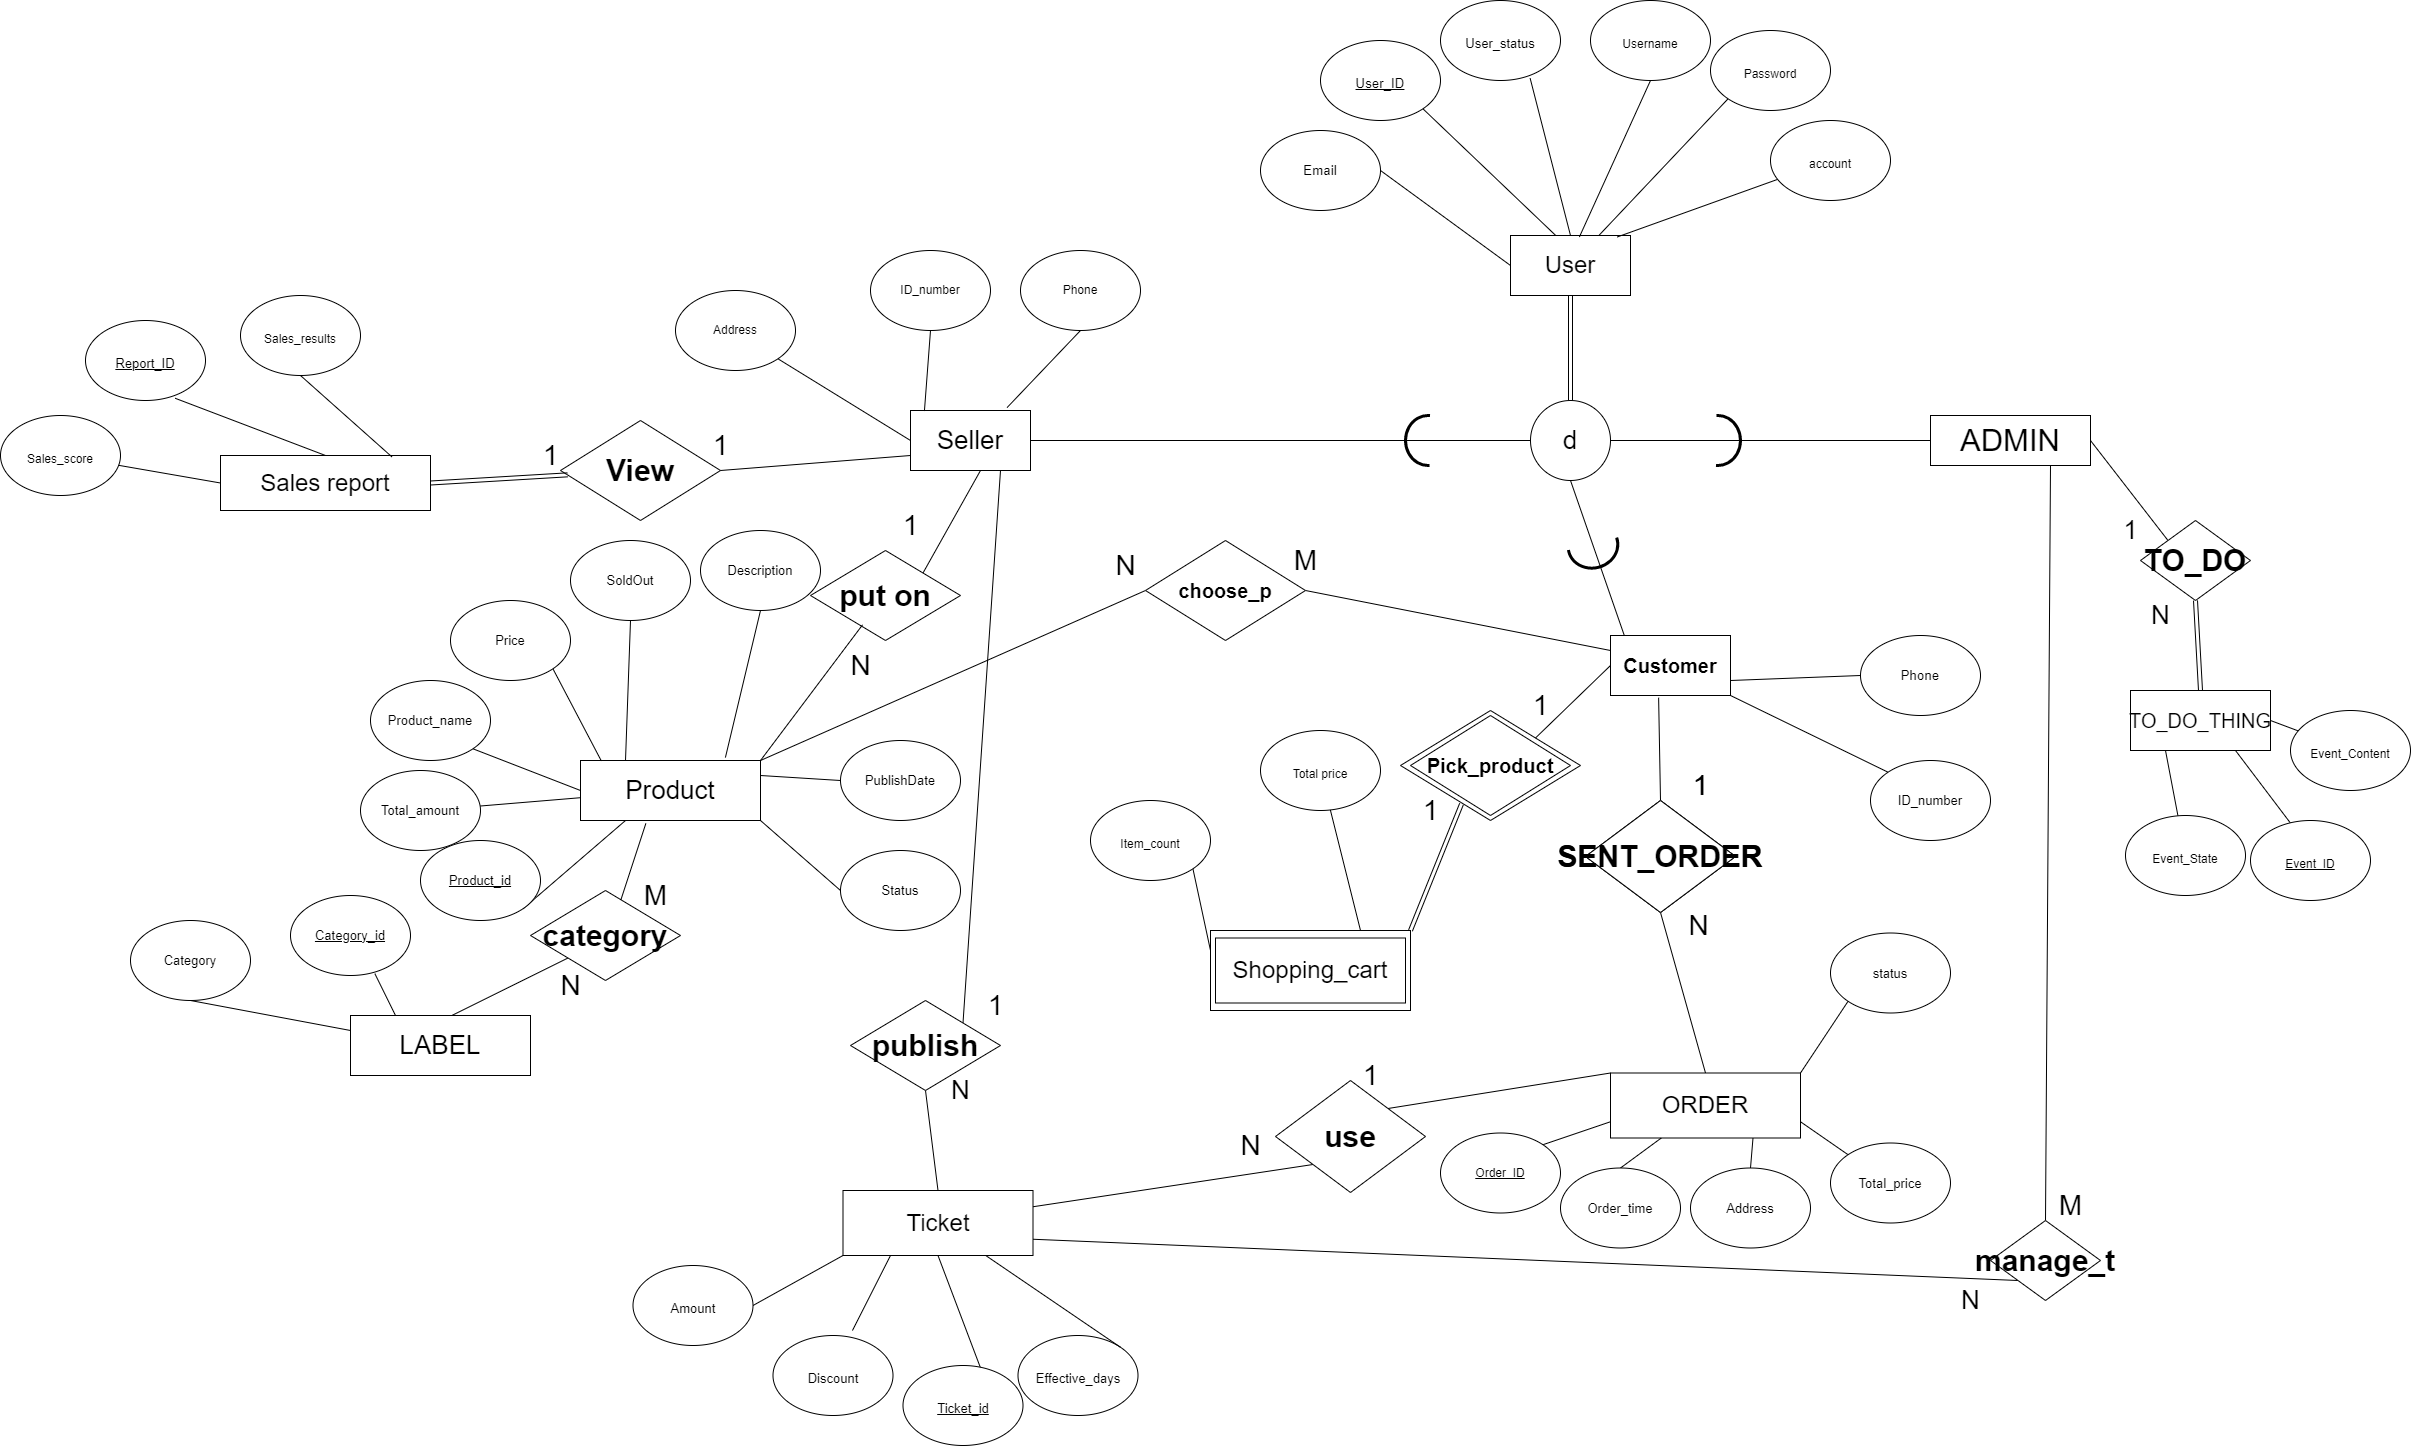 User_status
Username
User_ID
Password
Email
account
User
ID_number
Phone
Address
Sales_results
Report_ID
Sales_score
Sales report
1
View
1
Seller
d
ADMIN
1
TO_DO
N
TO_DO_THING
Event_Content
Event_State
Event_ID
1
put on
N
N
choose_p
M
Customer
Phone
ID_number
SoldOut
Description
Price
Product_name
Total_amount
Product_id
Product
PublishDate
Status
M
category
N
Category
Category_id
LABEL
1
Pick_product
1
Total price
Item_count
Shopping_cart
1
SENT_ORDER
N
status
ORDER
Order_ID
Order_time
Address
Total_price
1
publish
N
1
use
N
Ticket
Amount
Discount
Ticket_id
Effective_days
M
manage_t
N